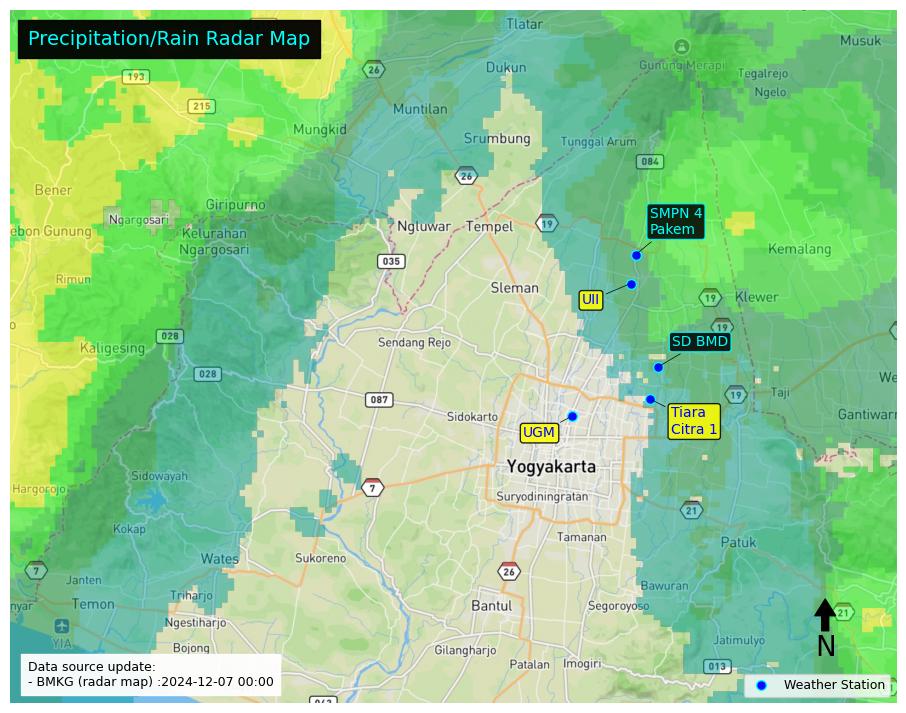 Precipitation/Rain Radar Map
Tlatar
Musuk
Gunung Merapi
26
193
Dukun
Tegalrejo
Ngelo
215
Muntilan
Mungkid
Srumbung
Tunggal Arum
084
26
Bener
Giripurno
SMPN 4
Pakem
Ngargosari
Ngluwar
Tempel
19
ebon Gunung
Kelurahan
Ngargosari
Kemalang
035
Rimun
Sleman
UII
19
Klewer
028
Sendang Rejo
19
Kaligesing
SD BMD
028
We
087
19
Taji
Sidokarto
Tiara
Citra 1
Gantiwarn
UGM
Yogyakarta
Sidowayah
7
Hargorojo
Suryodiningratan
21
Kokap
Tamanan
Patuk
Wates
Sukoreno
7
26
Janten
Bawuran
nyar
Temon
Triharjo
Bantul
Segoroyoso
21
Ngestiharjo
YIA
Jatimulyo
N
Bojong
Gilangharjo
Patalan
Imogiri
013
Data source update:
- BMKG (radar map) :2024-12-07 00:00
Weather Station